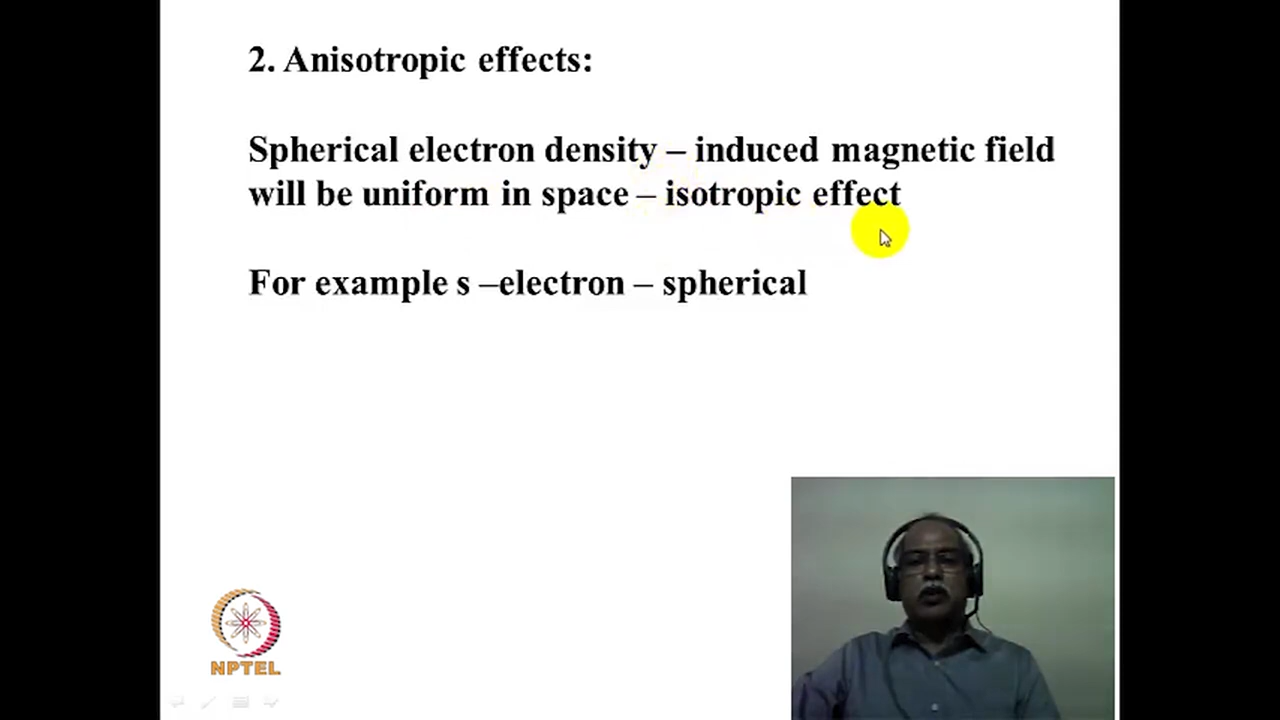 2. Anisotropic effects:
Spherical electron density – induced magnetic field
will be uniform in space – isotropic effect
For example s –electron – spherical
NPTEL